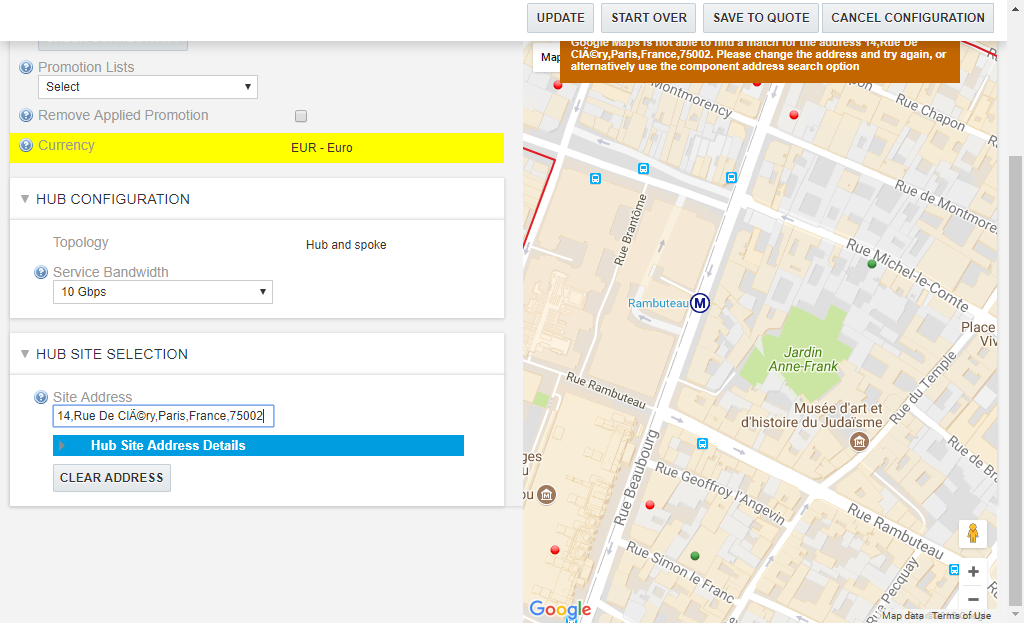 UPDATE
START OVER
SAVE TO QUOTE
CANCEL CONFIGURATION
Promotion Lists
Select
Remove Applied Promotion
Currency
EUR - Euro
HUB CONFIGURATION
Topology
Hub and spoke
Service Bandwidth
10 Gbps
HUB SITE SELECTION
Site Address
14,Rue De ClÃ©ry,Paris,France,75002
Hub Site Address Details
CLEAR ADDRESS
Map
Google Maps is not able to find a match for the address 14,Rue De
ClÃ©ry,Paris,France,75002. Please change the address and try again, or
alternatively use the component address search option
Montmorency
Rue Chapon
Rue de Montmore
Rue Brantôme
Rue Michel-le-Comte
Rambuteau
M
Place
Viv
Jardin
Anne-Frank
Rue du Temple
Rue Rambuteau
Musée d'art et
d'histoire du Judaïsme
Rue de Br
Rue Beaubourg
ges
u
ou
Rue Geoffroy l'Angevin
Rue Rambuteau
Rue Simon le Franc
Rue Pecquay
+
−
Google
Map data
Terms of Use